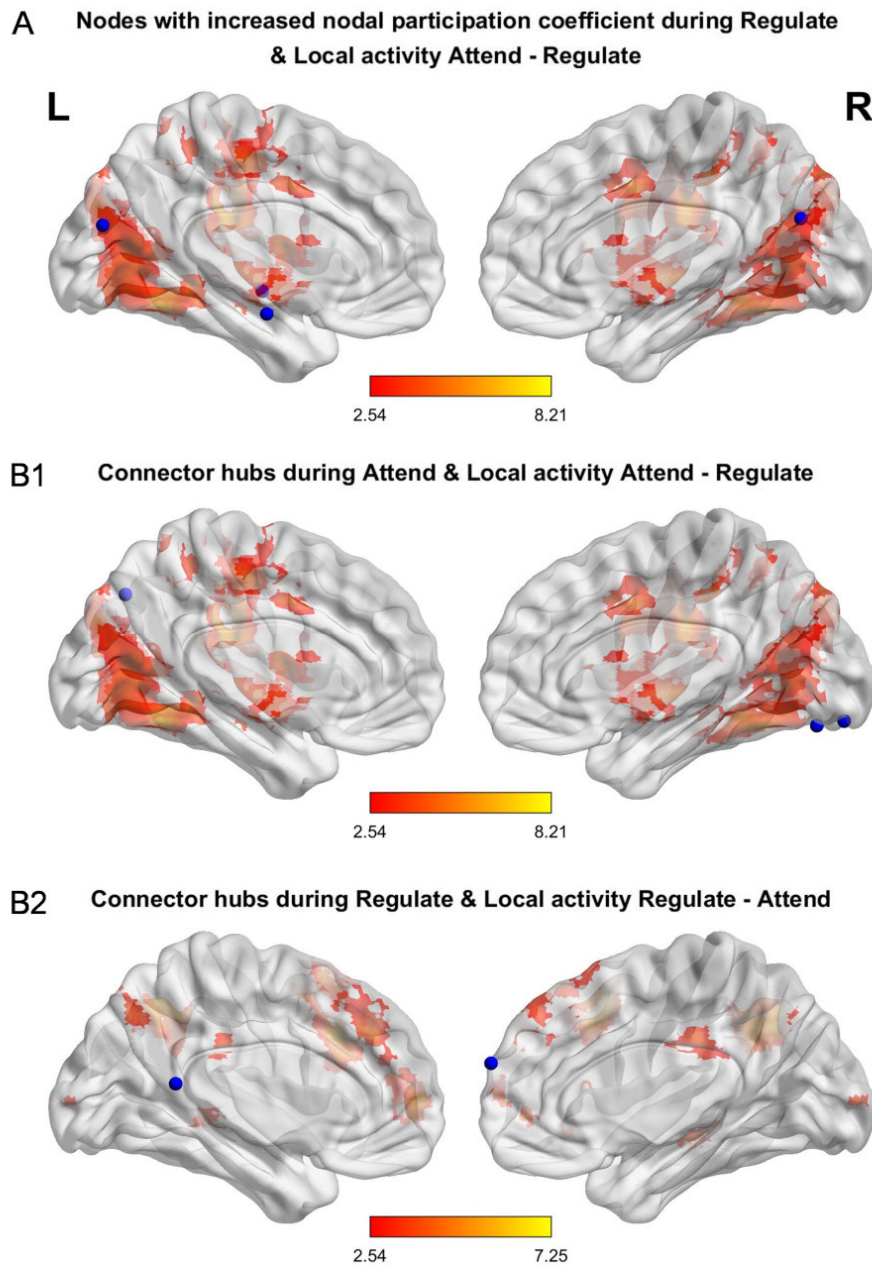 A Nodes with increased nodal participation coefficient during Regulate
& Local activity Attend - Regulate
L R
2.54 8.21
B1 Connector hubs during Attend & Local activity Attend - Regulate
2.54 8.21
B2 Connector hubs during Regulate & Local activity Regulate - Attend
2.54 7.25